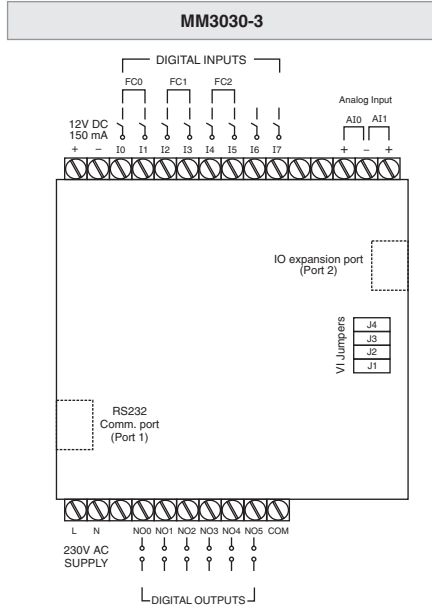 MM3030-3
DIGITAL INPUTS
FC0 FC1 FC2
Analog Input
12V DC
150 mA
AI0 AI1
+ – I0 I1 I2 I3 I4 I5 I6 I7 + – +
IO expansion port
(Port 2)
VI Jumpers
J4
J3
J2
J1
RS232
Comm. port
(Port 1)
L N NO0 NO1 NO2 NO3 NO4 NO5 COM
230V AC
SUPPLY
DIGITAL OUTPUTS